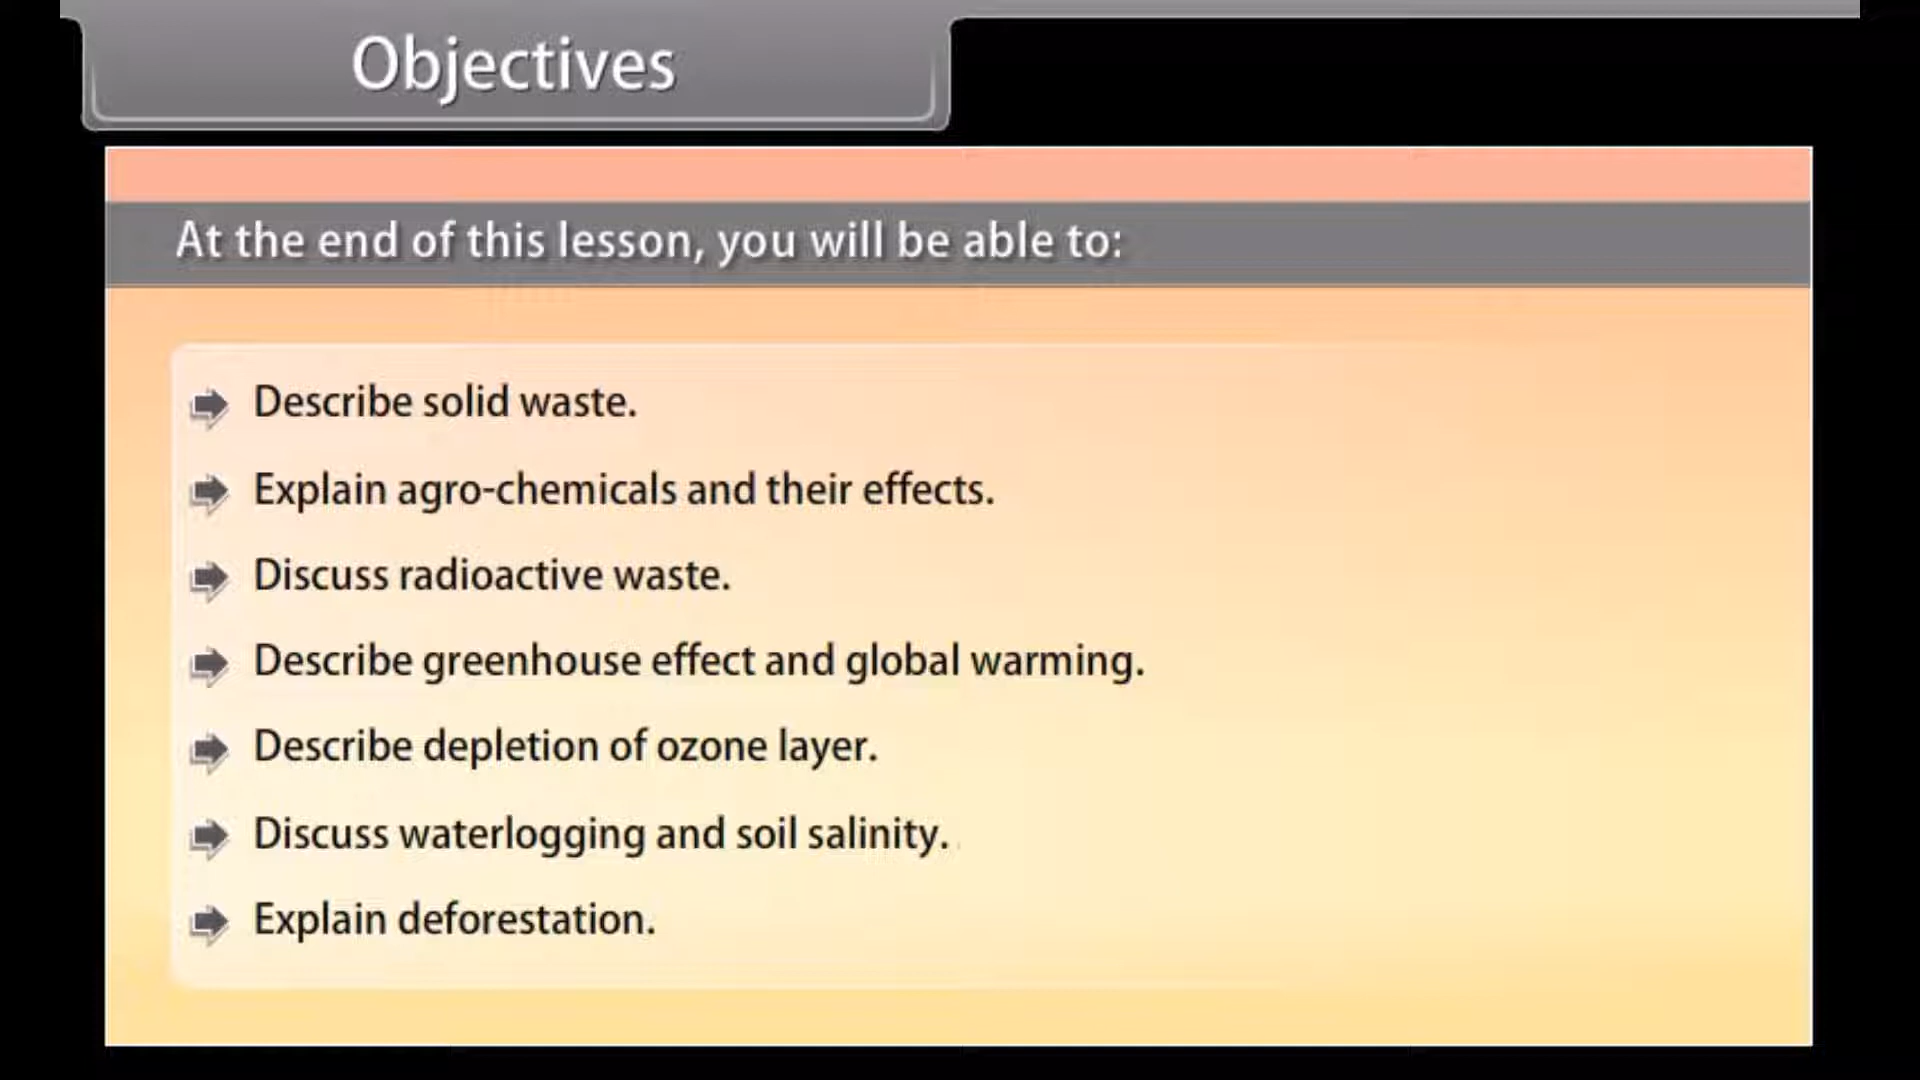 Objectives
At the end of this lesson, you will be able to:
Describe solid waste.
Explain agro-chemicals and their effects.
Discuss radioactive waste.
Describe greenhouse effect and global warming.
Describe depletion of ozone layer.
Discuss waterlogging and soil salinity.
Explain deforestation.